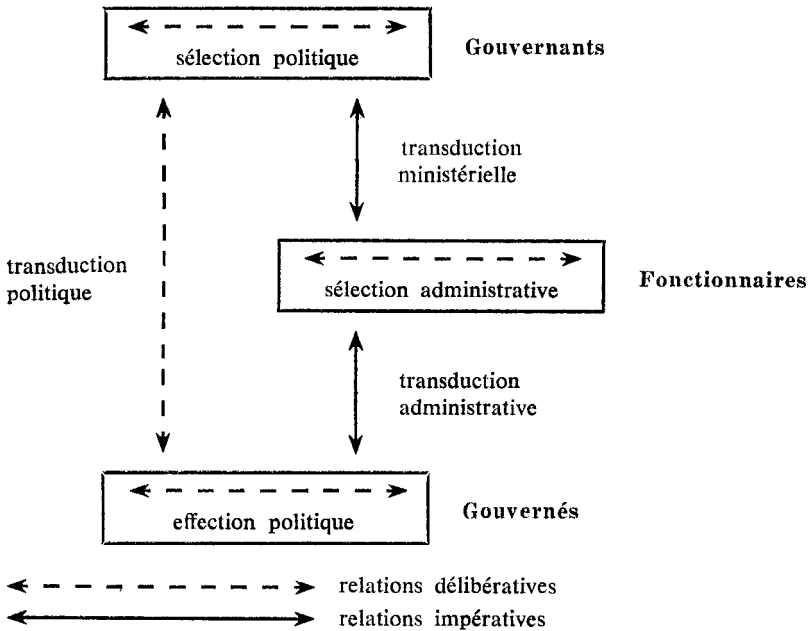 sélection politique
Gouvernants
transduction
ministérielle
transduction
politique
sélection administrative
Fonctionnaires
transduction
administrative
effection politique
Gouvernés
relations délibératives
relations impératives